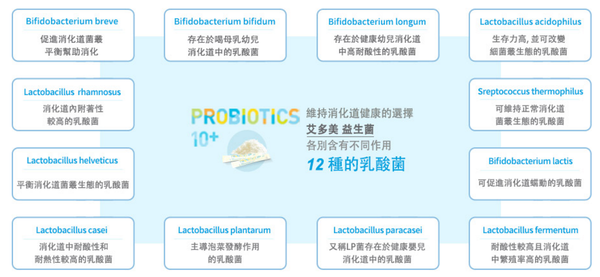 Bifidobacterium breve
促進消化道菌叢
平衡幫助消化
Bifidobacterium bifidum
存在於喝母乳幼兒
消化道中的乳酸菌
Bifidobacterium longum
存在於健康幼兒消化道
中高耐酸性的乳酸菌
Lactobacillus acidophilus
生存力高, 並可改變
細菌叢生態的乳酸菌
Lactobacillus rhamnosus
消化道內附著性
較高的乳酸菌
PROBIOTICS
10+
維持消化道健康的選擇
艾多美 益生菌
各別含有不同作用
12 種的乳酸菌
Sreptococcus thermophilus
可維持正常消化道
菌叢生態的乳酸菌
Lactobacillus helveticus
平衡消化道菌叢生態的乳酸菌
Bifidobacterium lactis
可促進消化道蠕動的乳酸菌
Lactobacillus casei
消化道中耐酸性和
耐熱性較高的乳酸菌
Lactobacillus plantarum
主導泡菜發酵作用
的乳酸菌
Lactobacillus paracasei
又稱LP菌存在於健康嬰兒
消化道中的乳酸菌
Lactobacillus fermentum
耐酸性較高且消化道
中繁殖率高的乳酸菌